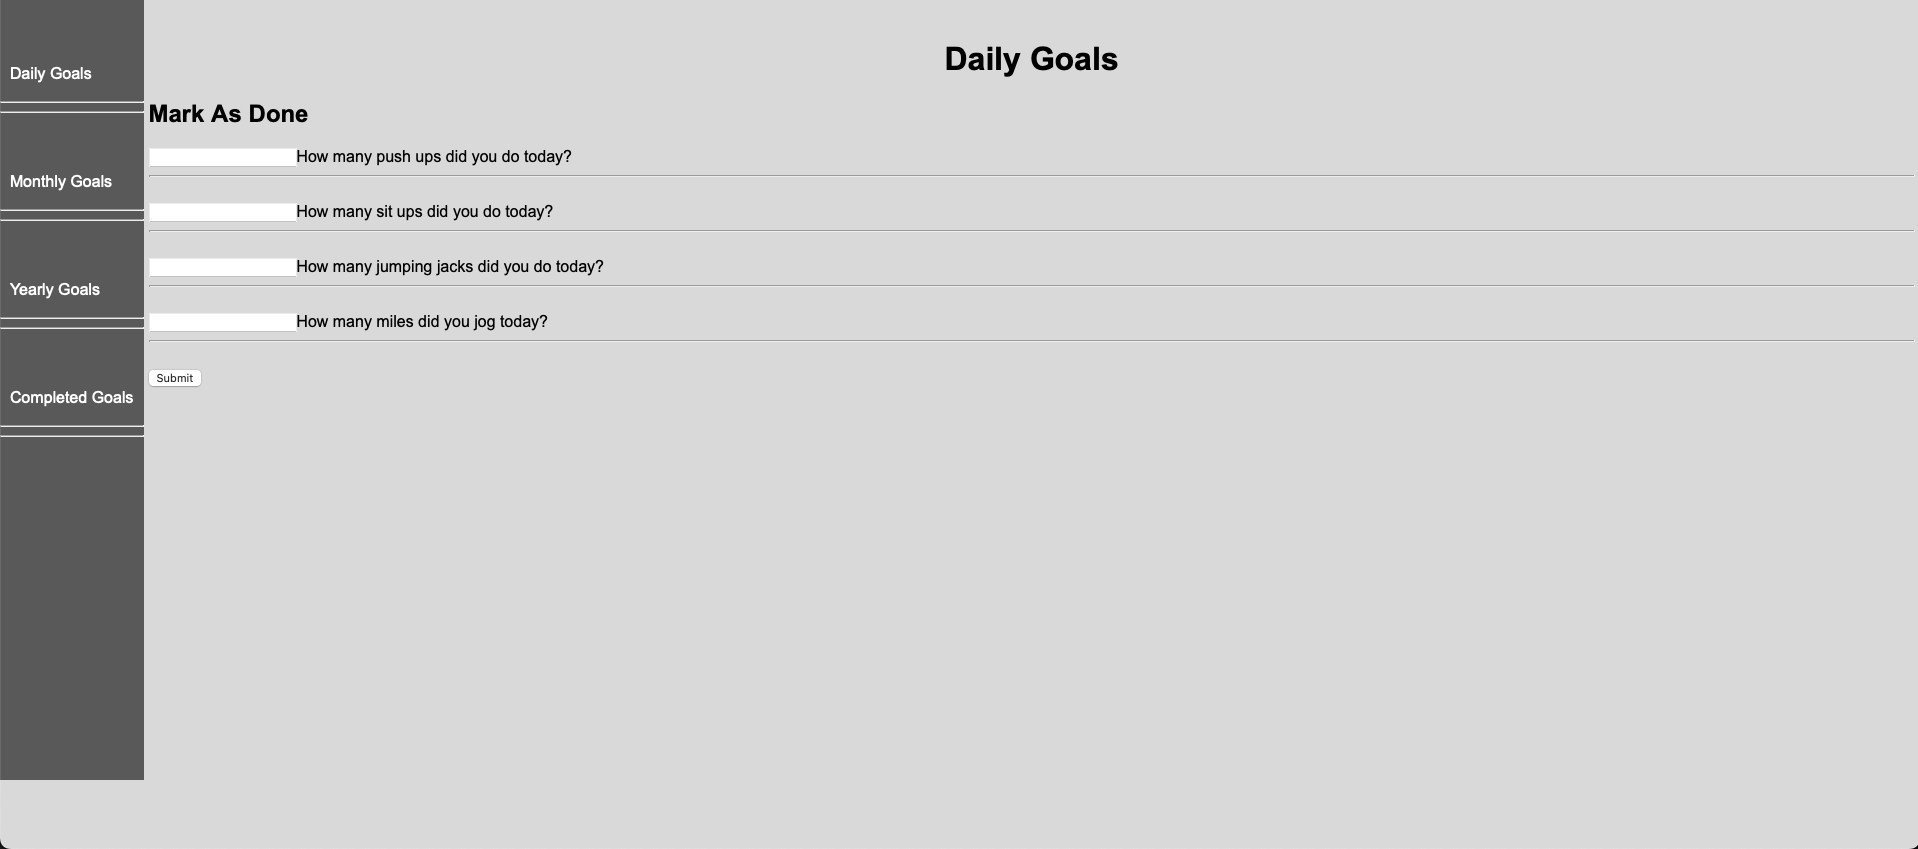 Daily Goals
Monthly Goals
Yearly Goals
Completed Goals
Daily Goals
Mark As Done
How many push ups did you do today?
How many sit ups did you do today?
How many jumping jacks did you do today?
How many miles did you jog today?
Submit